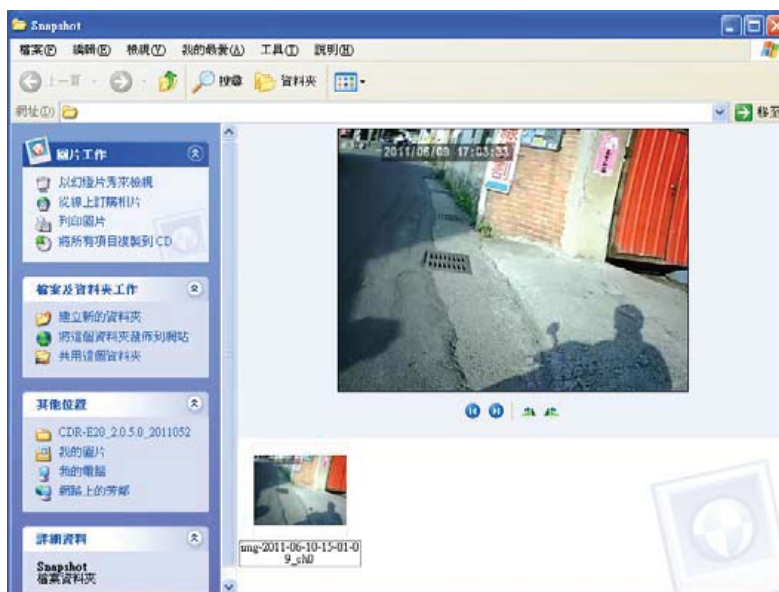 Snapshot
檔案(F) 編輯(E) 檢視(V) 我的最愛(A) 工具(T) 說明(H)
上一頁 搜尋 資料夾
網址(D) 移至
圖片工作
以幻燈片秀來檢視
從線上訂購相片
列印圖片
將所有項目複製到 CD
檔案及資料夾工作
建立新的資料夾
將這個資料夾發佈到網站
共用這個資料夾
其他位置
CDR-E20_2.0.5.8_2011052
我的圖片
我的電腦
網路上的芳鄰
詳細資料
Snapshot
檔案資料夾
2011/06/09 17:03:33
img-2011-06-10-15-01-0
9_ch0